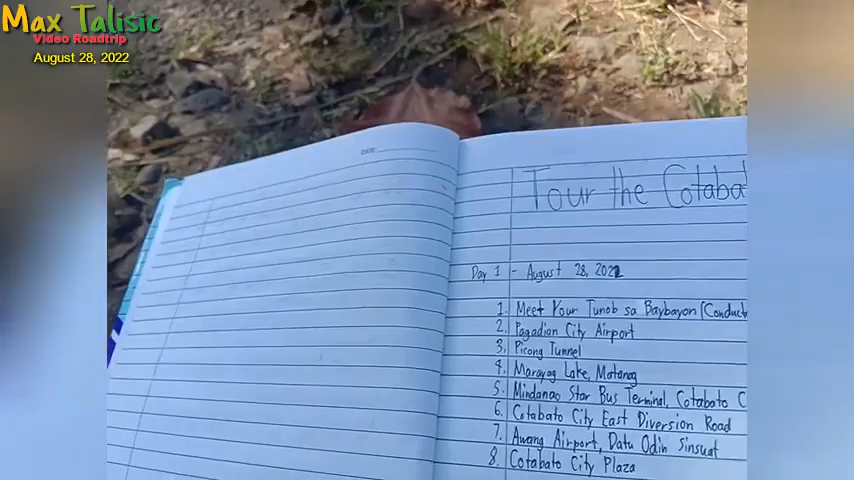 Max Talisic
Video Roadtrip
August 28, 2022
DATE:
Tour the Cotaba
Day 1 - August 28, 2022
1. Meet Your Tunob sa Baybayon (Conduct
2. Pagadian City Airport
3. Picong Tunnel
4. Marayag Lake, Matanog
5. Mindanao Star Bus Terminal, Cotabato C
6. Cotabato City East Diversion Road
7. Awang Airport, Datu Odin Sinsuat
8. Cotabato City Plaza